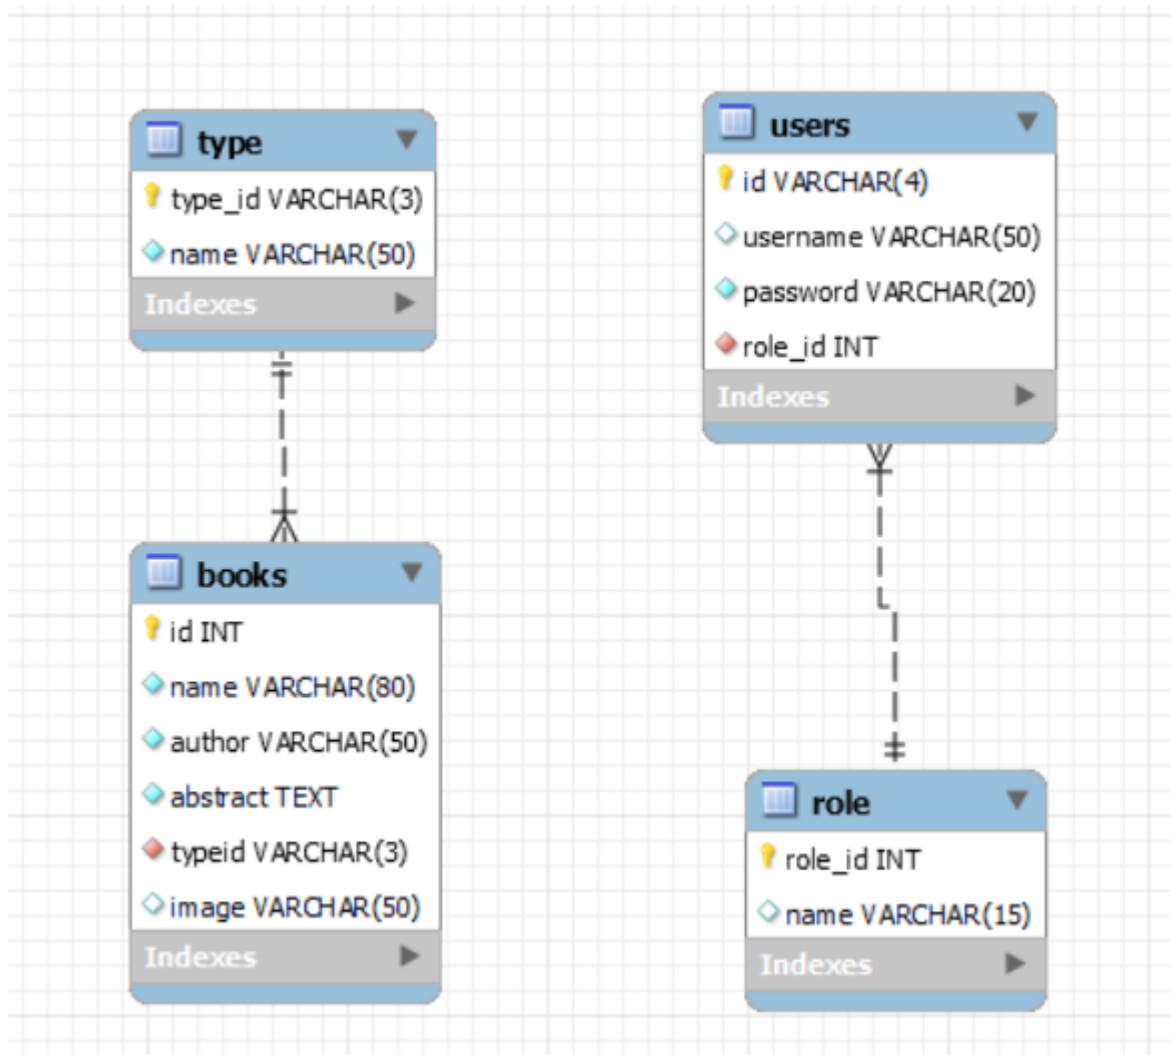 type
type_id VARCHAR(3)
name VARCHAR(50)
Indexes
books
id INT
name VARCHAR(80)
author VARCHAR(50)
abstract TEXT
typeid VARCHAR(3)
image VARCHAR(50)
Indexes
users
id VARCHAR(4)
username VARCHAR(50)
password VARCHAR(20)
role_id INT
Indexes
role
role_id INT
name VARCHAR(15)
Indexes